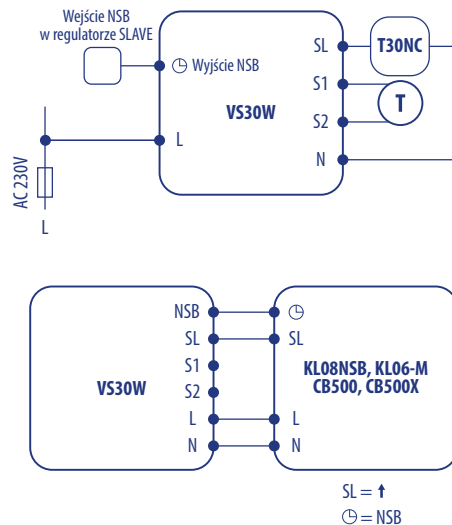 Wejście NSB
w regulatorze SLAVE
Wyjście NSB
VS30W
L
SL
S1
S2
N
T30NC
T
AC 230V
L
VS30W
NSB
SL
S1
S2
L
N
SL
KL08NSB, KL06-M
CB500, CB500X
L
N
SL = ⬆
= NSB